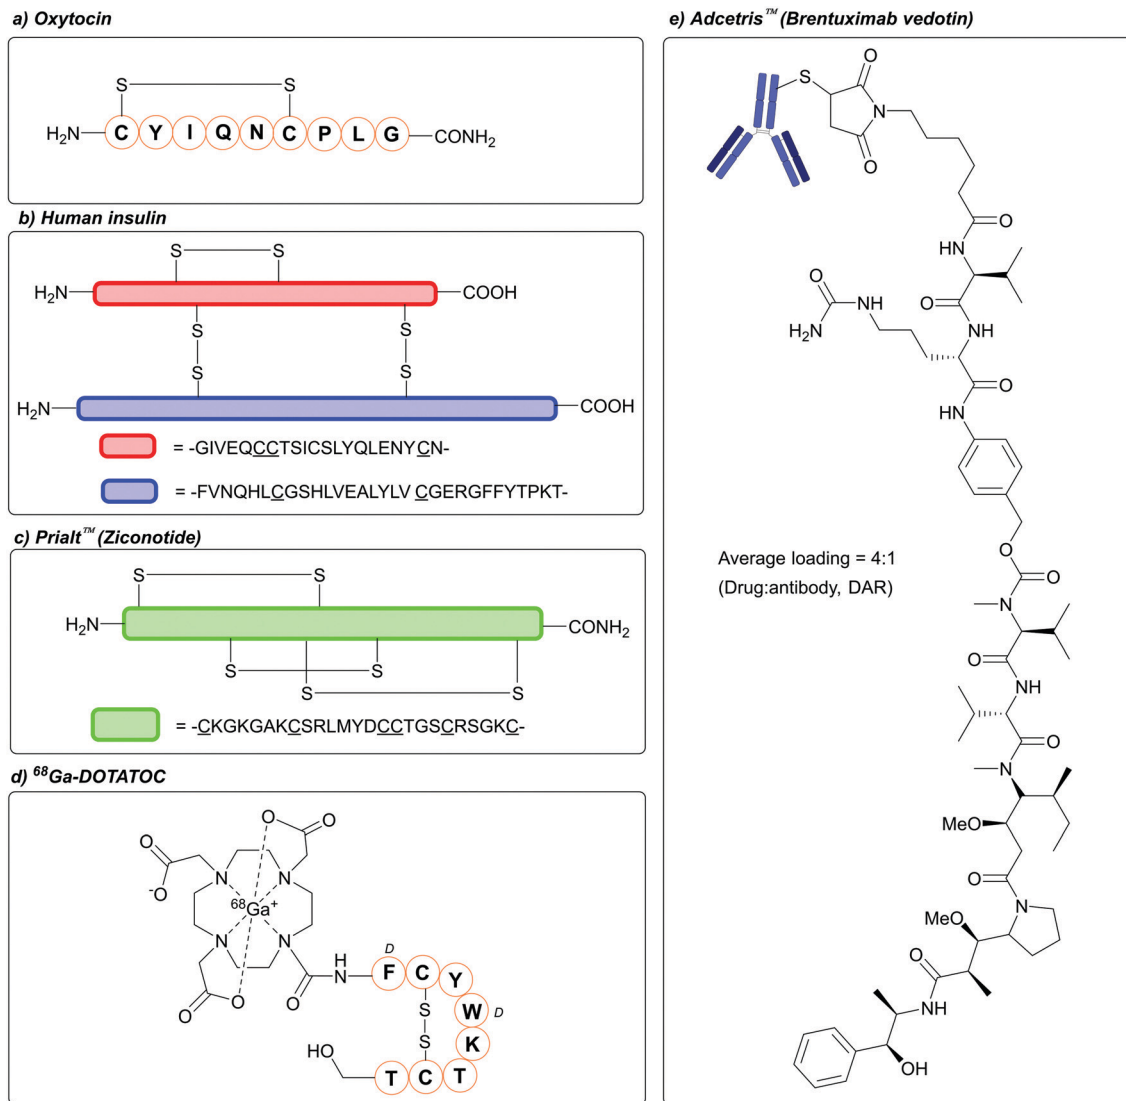 a) Oxytocin
S S
H₂N C Y I Q N C P L G CONH₂
b) Human insulin
S S
H₂N COOH
S S
S S
H₂N COOH
= -GIVEQCCTSICSLYQLENYCN-
= -FVNQHLCGSHLVEALYLV CGERGFFYTPKT-
c) Prialt™ (Ziconotide)
S S
H₂N CONH₂
S S
S S
= -CKGKGAKCSRLMYDCCTGSCRSGKC-
d) ⁶⁸Ga-DOTATOC
O O
O
⁻O N N
⁶⁸Ga⁺
N N
O O
O N
H
D
F C Y
S W D
S K
HO T C T
e) Adcetris™ (Brentuximab vedotin)
S O
N
O
O
HN
O
O NH
H₂N
O NH
O
HN
Average loading = 4:1
(Drug:antibody, DAR)
O
O
N
O
NH
O
N
MeO
O
N
MeO
O
N
H
OH